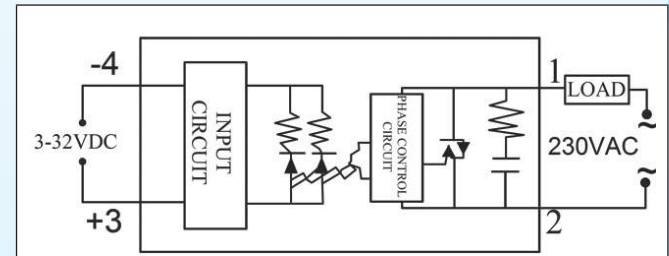 -4
3-32VDC
+3
INPUT
CIRCUIT
PHASE CONTROL
CIRCUIT
1
LOAD
~
230VAC
~
2